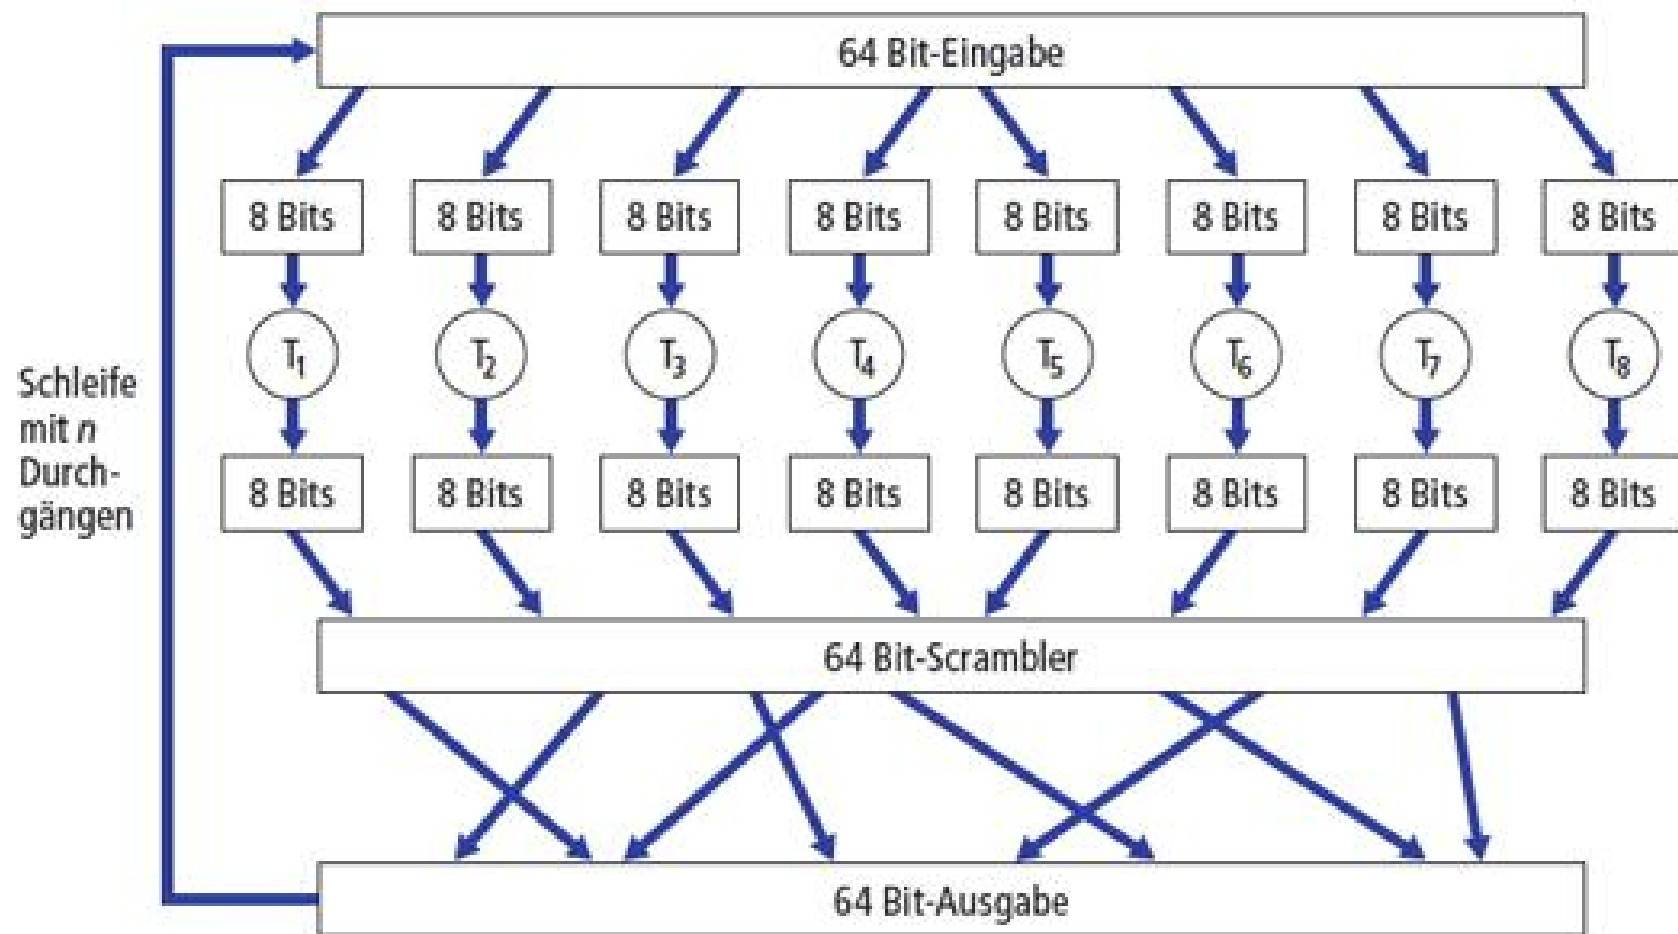 64 Bit-Eingabe
8 Bits 8 Bits 8 Bits 8 Bits 8 Bits 8 Bits 8 Bits 8 Bits
T1 T2 T3 T4 T5 T6 T7 T8
Schleife
mit n
Durch-
gängen
8 Bits 8 Bits 8 Bits 8 Bits 8 Bits 8 Bits 8 Bits 8 Bits
64 Bit-Scrambler
64 Bit-Ausgabe